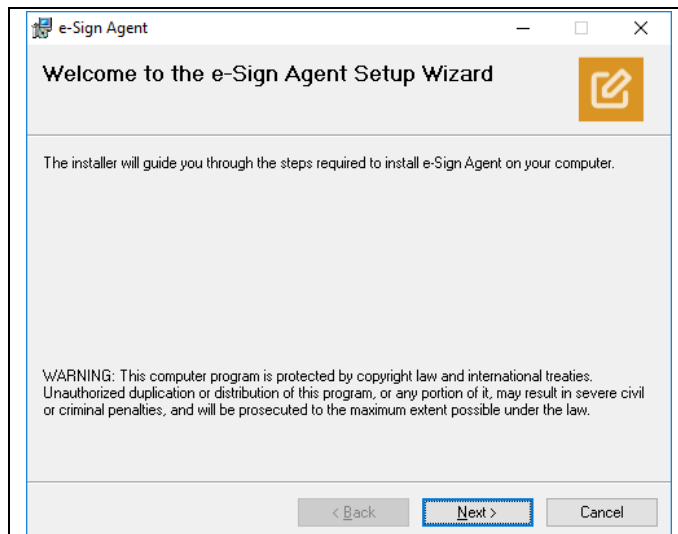 e-Sign Agent
Welcome to the e-Sign Agent Setup Wizard
The installer will guide you through the steps required to install e-Sign Agent on your computer.
WARNING: This computer program is protected by copyright law and international treaties.
Unauthorized duplication or distribution of this program, or any portion of it, may result in severe civil
or criminal penalties, and will be prosecuted to the maximum extent possible under the law.
< Back
Next >
Cancel